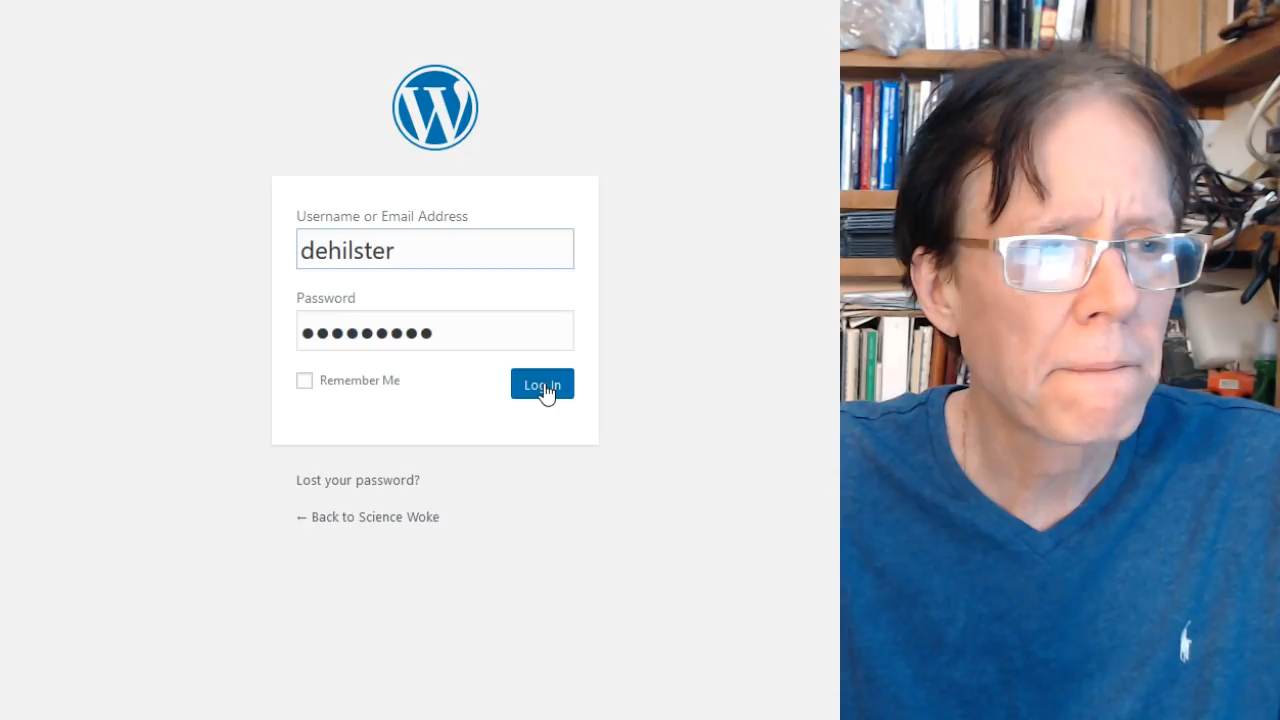 Username or Email Address
dehilster
Password
Remember Me
Log In
Lost your password?
← Back to Science Woke